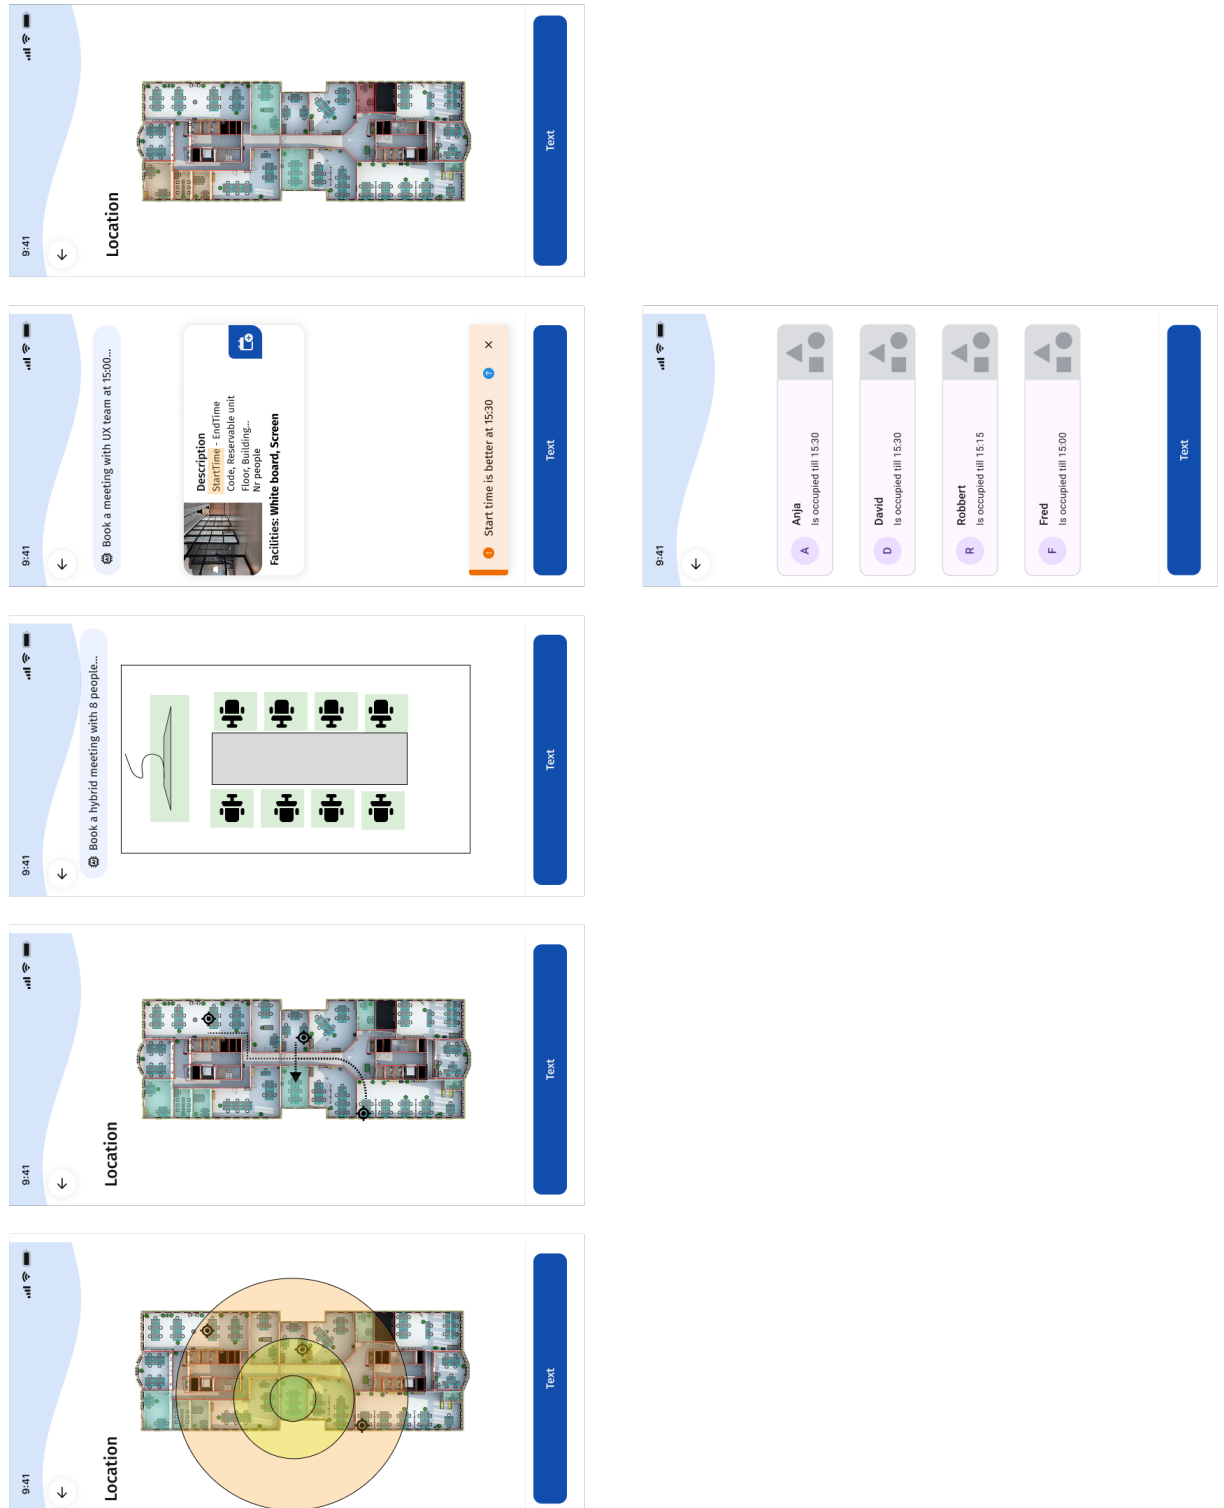 9:41
Location
Text
9:41
Book a meeting with UX team at 15:00...
Description
StartTime - EndTime
Code, Reservable unit
Floor, Building...
Nr people
Facilities: White board, Screen
Start time is better at 15:30
Text
9:41
A
Anja
Is occupied till 15:30
D
David
Is occupied till 15:30
R
Robbert
Is occupied till 15:15
F
Fred
Is occupied till 15:00
Text
9:41
Book a hybrid meeting with 8 people...
Text
9:41
Location
Text
9:41
Location
Text